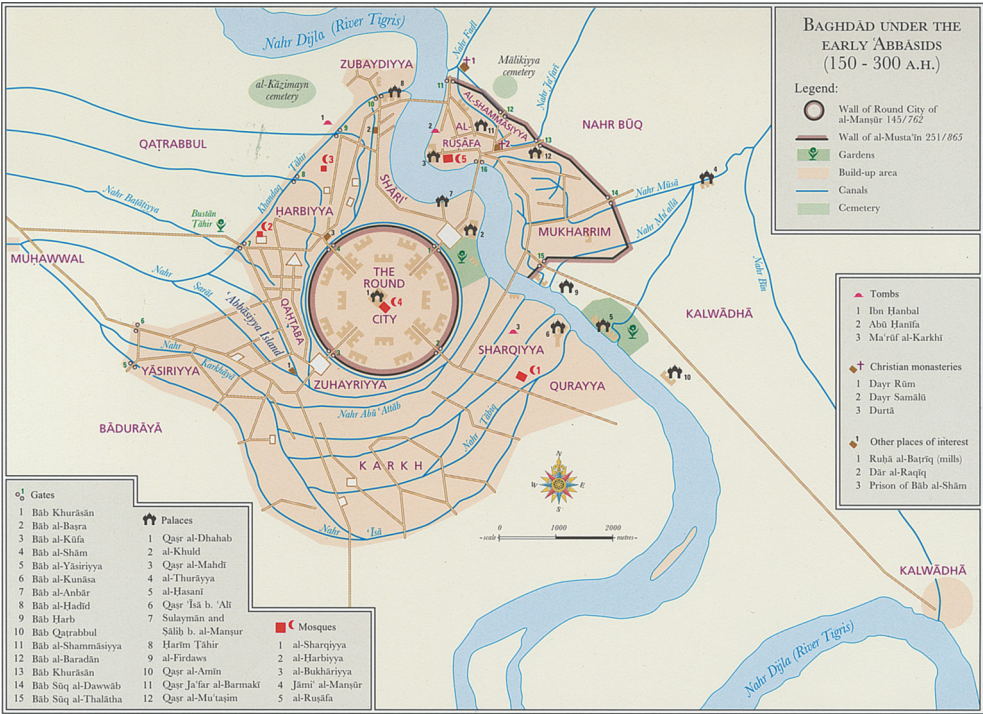 BAGHDĀD UNDER THE
EARLY ʿABBĀSIDS
(150 - 300 A.H.)
Legend:
Wall of Round City of
al-Manṣūr 145/762
Wall of al-Mustaʿīn 251/865
Gardens
Build-up area
Canals
Cemetery
Nahr Dijla (River Tigris)
ZUBAYDIYYA
al-Kāzimayn
cemetery
Nahr Faḍl
Mālikiyya
cemetery
Nahr Jaʿfarī
AL-SHAMMĀSIYYA
AL-
RUṢĀFA
NAHR BŪQ
QAṬRABBUL
Khandaq Ṭāhir
SHĀRIʿ
Nahr Baṭāṭiyya
ḤARBIYYA
Bustān
Ṭāhir
Nahr Mūsā
Nahr Muʿallā
MUKHARRIM
MUḤAWWAL
Nahr
Ṣarāt
ʿAbbāsiyya Island
QAḤṬABA
THE
ROUND
CITY
Nahr Bīn
KALWĀDHĀ
Nahr
Karkhāyā
YĀSIRIYYA
ZUHAYRIYYA
SHARQIYYA
QURAYYA
Nahr Abū ʿAttāb
Nahr Ṭābiq
BĀDURĀYĀ
KARKH
Nahr ʿĪsā
N
W E
S
0 1000 2000
scale metres
KALWĀDHĀ
Nahr Dijla (River Tigris)
Tombs
1 Ibn Ḥanbal
2 Abū Ḥanīfa
3 Maʿrūf al-Karkhī
Christian monasteries
1 Dayr Rūm
2 Dayr Samālū
3 Durtā
1 Other places of interest
1 Ruḥā al-Baṭrīq (mills)
2 Dār al-Raqīq
3 Prison of Bāb al-Shām
1 Gates
1 Bāb Khurāsān
2 Bāb al-Baṣra
3 Bāb al-Kūfa
4 Bāb al-Shām
5 Bāb al-Yāsiriyya
6 Bāb al-Kunāsa
7 Bāb al-Anbār
8 Bāb al-Ḥadīd
9 Bāb Ḥarb
10 Bāb Qaṭrabbul
11 Bāb al-Shammāsiyya
12 Bāb al-Baradān
13 Bāb Khurāsān
14 Bāb Sūq al-Dawwāb
15 Bāb Sūq al-Thalātha
Palaces
1 Qaṣr al-Dhahab
2 al-Khuld
3 Qaṣr al-Mahdī
4 al-Thurāyya
5 al-Ḥasanī
6 Qaṣr ʿĪsā b. ʿAlī
7 Sulaymān and
Ṣāliḥ b. al-Manṣur
8 Ḥarīm Ṭāhir
9 al-Firdaws
10 Qaṣr al-Amīn
11 Qaṣr Jaʿfar al-Barmakī
12 Qaṣr al-Muʿtaṣim
Mosques
1 al-Sharqiyya
2 al-Ḥarbiyya
3 al-Bukhāriyya
4 Jāmiʿ al-Manṣūr
5 al-Ruṣāfa